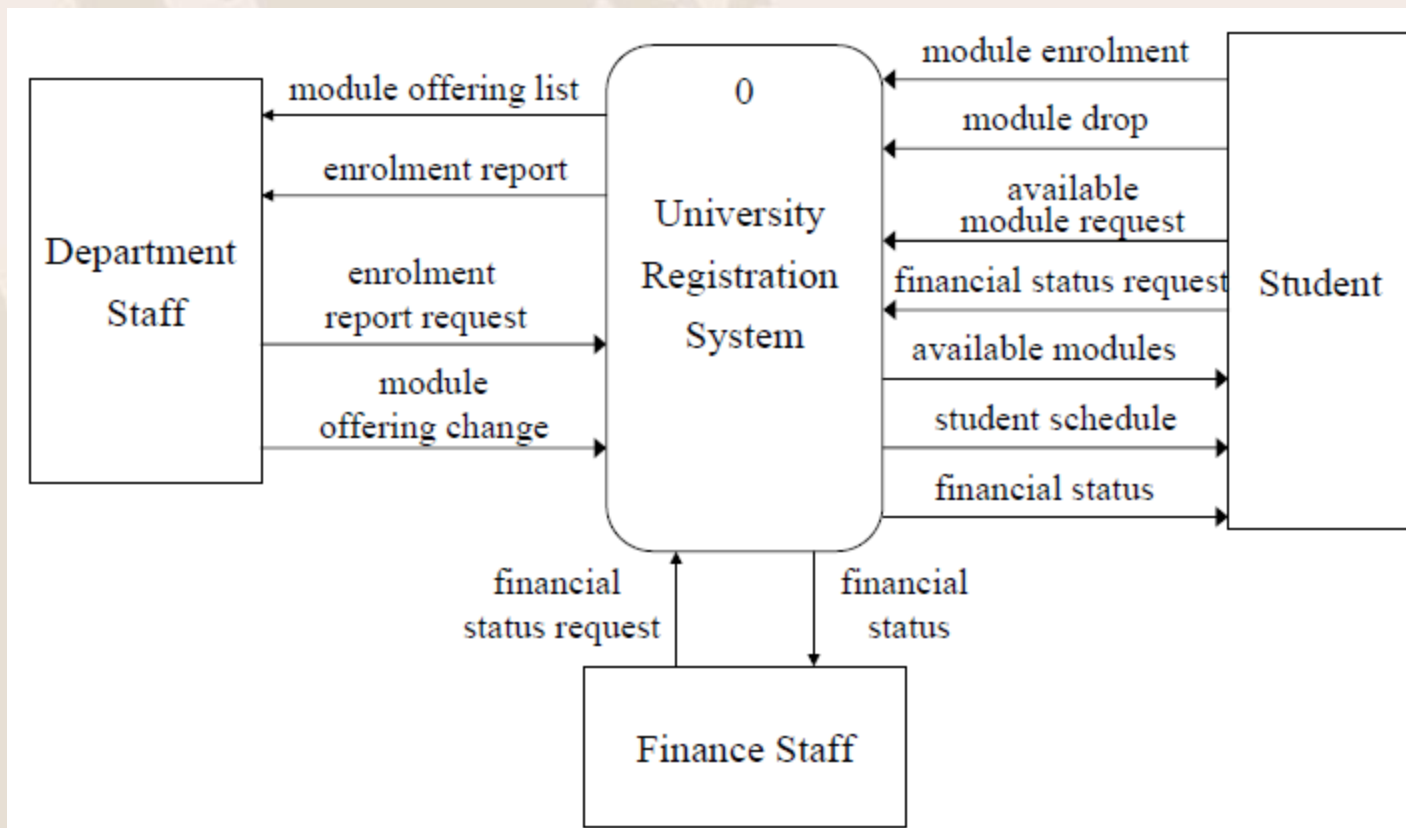 module offering list
enrolment report
Department
Staff
enrolment
report request
module
offering change
0
University
Registration
System
module enrolment
module drop
available
module request
financial status request
available modules
student schedule
financial status
Student
financial
status request
financial
status
Finance Staff